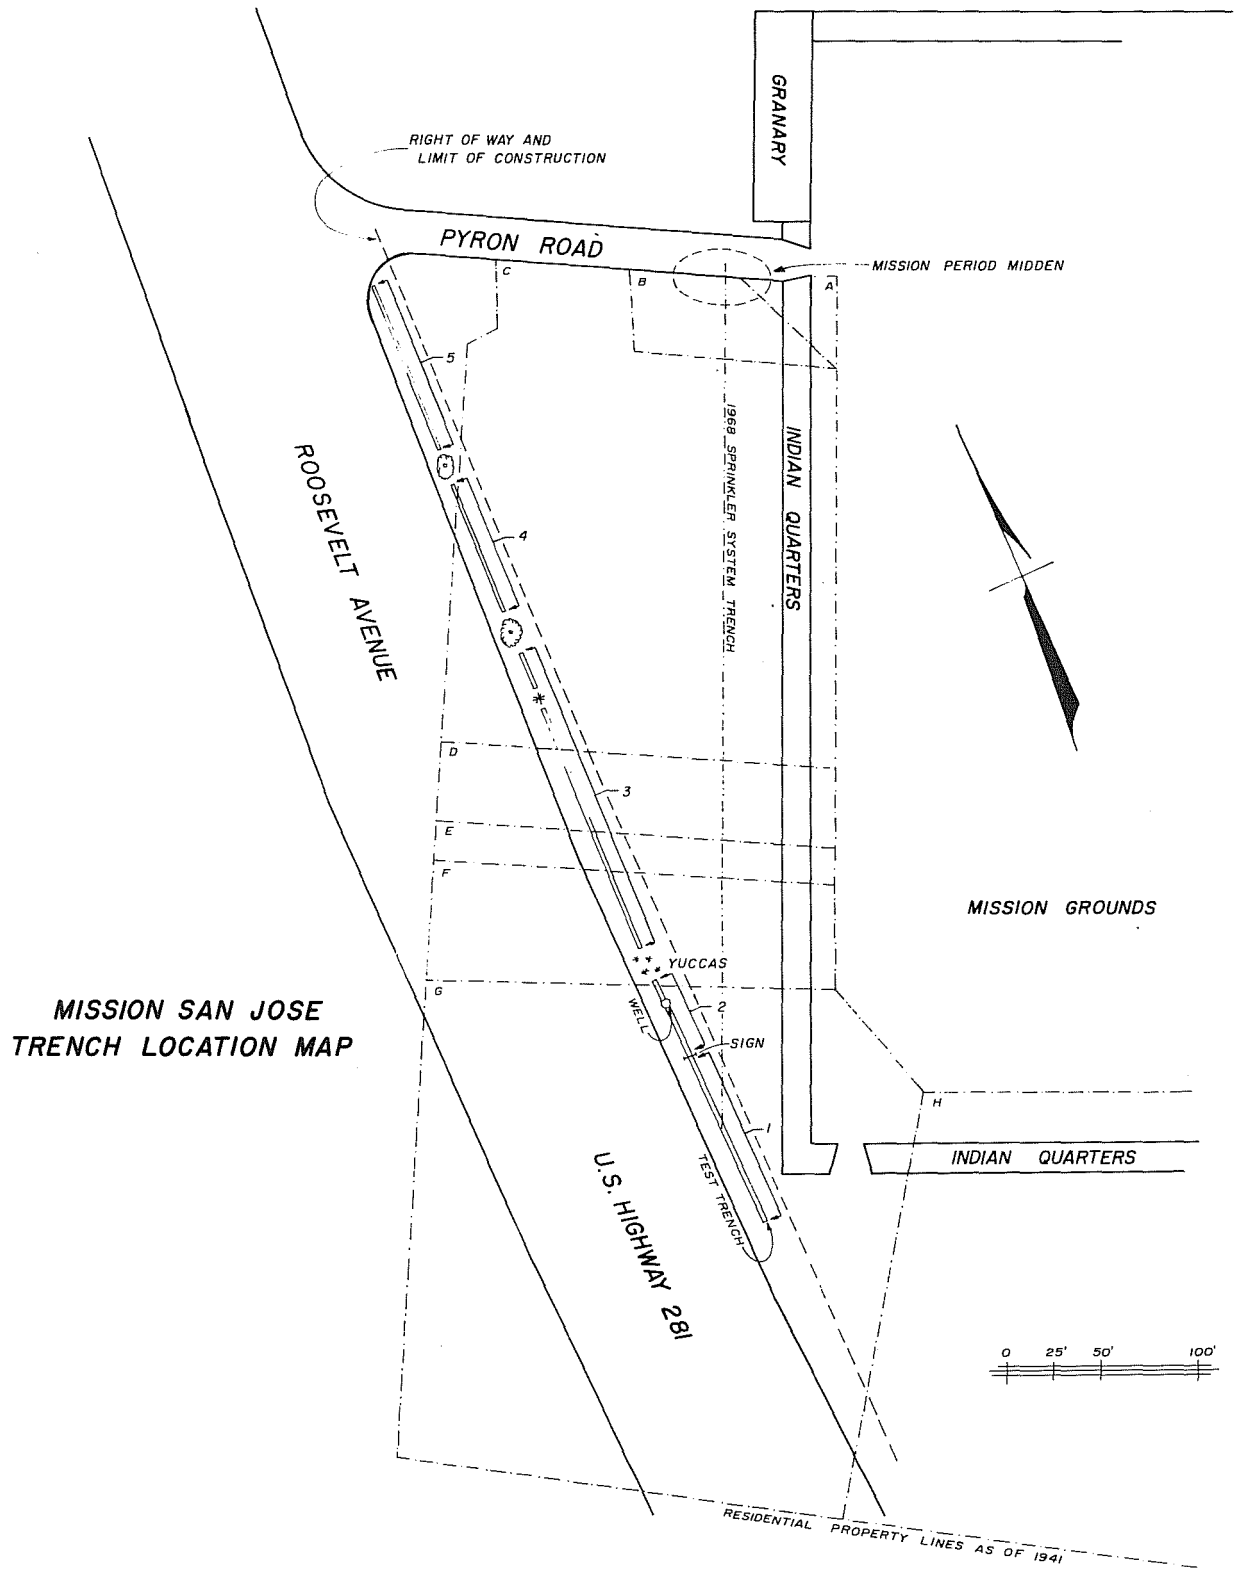 GRANARY
RIGHT OF WAY AND
LIMIT OF CONSTRUCTION
PYRON ROAD
MISSION PERIOD MIDDEN
C
B
A
5
1968 SPRINKLER SYSTEM TRENCH
INDIAN QUARTERS
ROOSEVELT AVENUE
4
D
3
E
F
MISSION GROUNDS
YUCCAS
G
WELL
2
SIGN
MISSION SAN JOSE
TRENCH LOCATION MAP
H
1
TEST TRENCH
INDIAN QUARTERS
U.S. HIGHWAY 281
0 25' 50' 100'
RESIDENTIAL PROPERTY LINES AS OF 1941